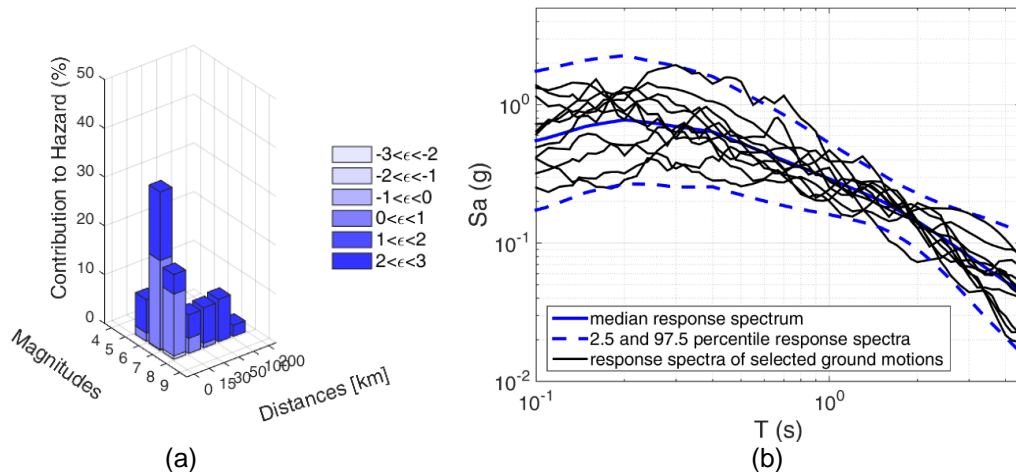 (a)
50
40
30
20
10
0
Contribution to Hazard (%)
4
5
6
7
8
9
Magnitudes
0
15
30
50
100
200
Distances [km]
-3<ϵ<-2
-2<ϵ<-1
-1<ϵ<0
0<ϵ<1
1<ϵ<2
2<ϵ<3
Sa (g)
10^0
10^-1
10^-2
median response spectrum
2.5 and 97.5 percentile response spectra
response spectra of selected ground motions
10^-1
10^0
T (s)
(b)